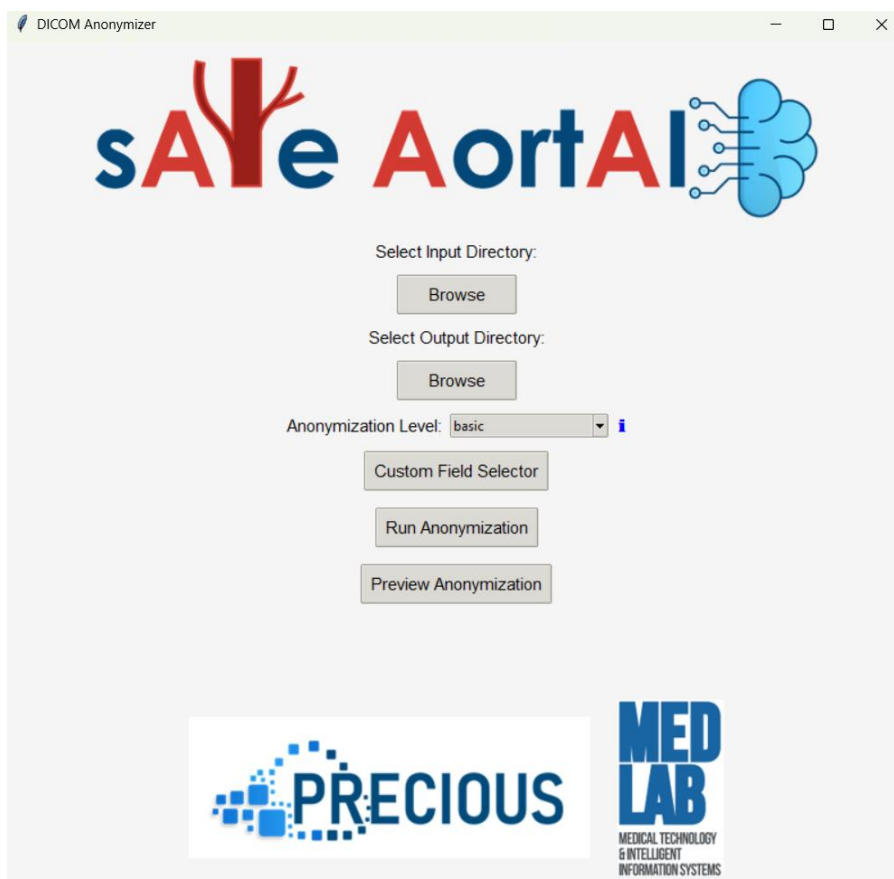 DICOM Anonymizer
sAVe AortAI
Select Input Directory:
Browse
Select Output Directory:
Browse
Anonymization Level: basic i
Custom Field Selector
Run Anonymization
Preview Anonymization
PRECIOUS
MED
LAB
MEDICAL TECHNOLOGY
& INTELLIGENT
INFORMATION SYSTEMS